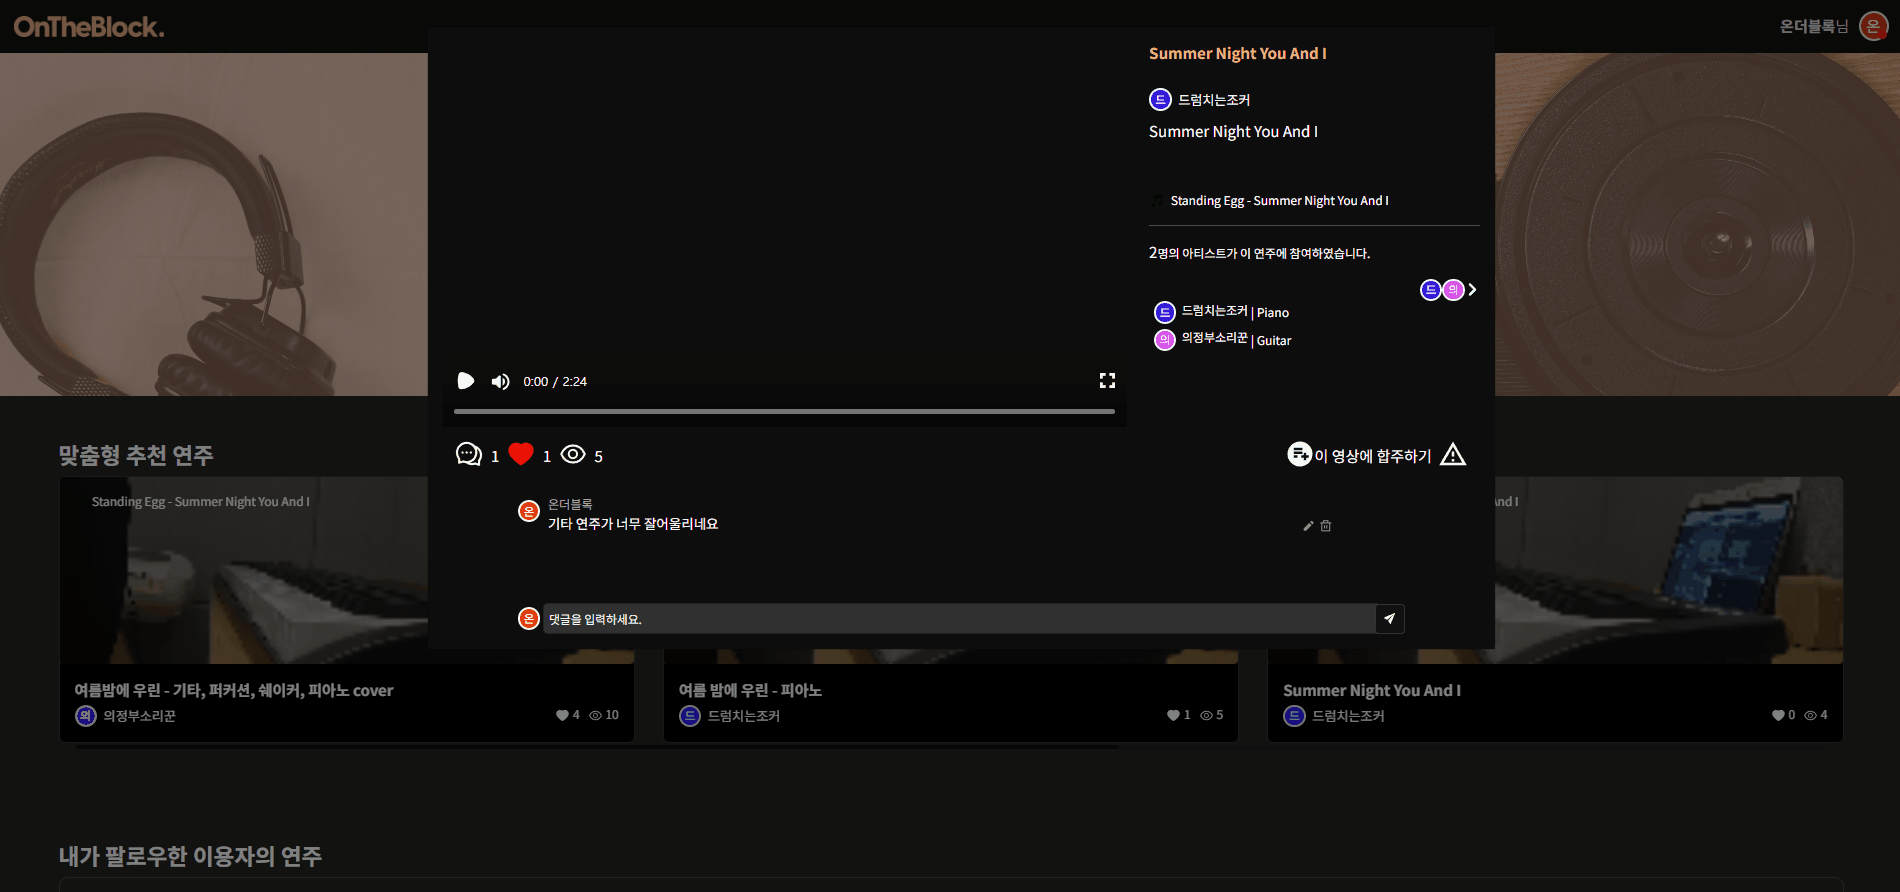 OnTheBlock.
온더블록님
온
Summer Night You And I
드
드럼치는조커
Summer Night You And I
Standing Egg - Summer Night You And I
2명의 아티스트가 이 연주에 참여하였습니다.
드
의
드
드럼치는조커 | Piano
의
의정부소리꾼 | Guitar
0:00 / 2:24
1
1
5
이 영상에 합주하기
온
온더블록
기타 연주가 너무 잘어울리네요
온
댓글을 입력하세요.
맞춤형 추천 연주
Standing Egg - Summer Night You And I
And I
여름밤에 우린 - 기타, 퍼커션, 쉐이커, 피아노 cover
의
의정부소리꾼
4
10
여름 밤에 우린 - 피아노
드
드럼치는조커
1
5
Summer Night You And I
드
드럼치는조커
0
4
내가 팔로우한 이용자의 연주